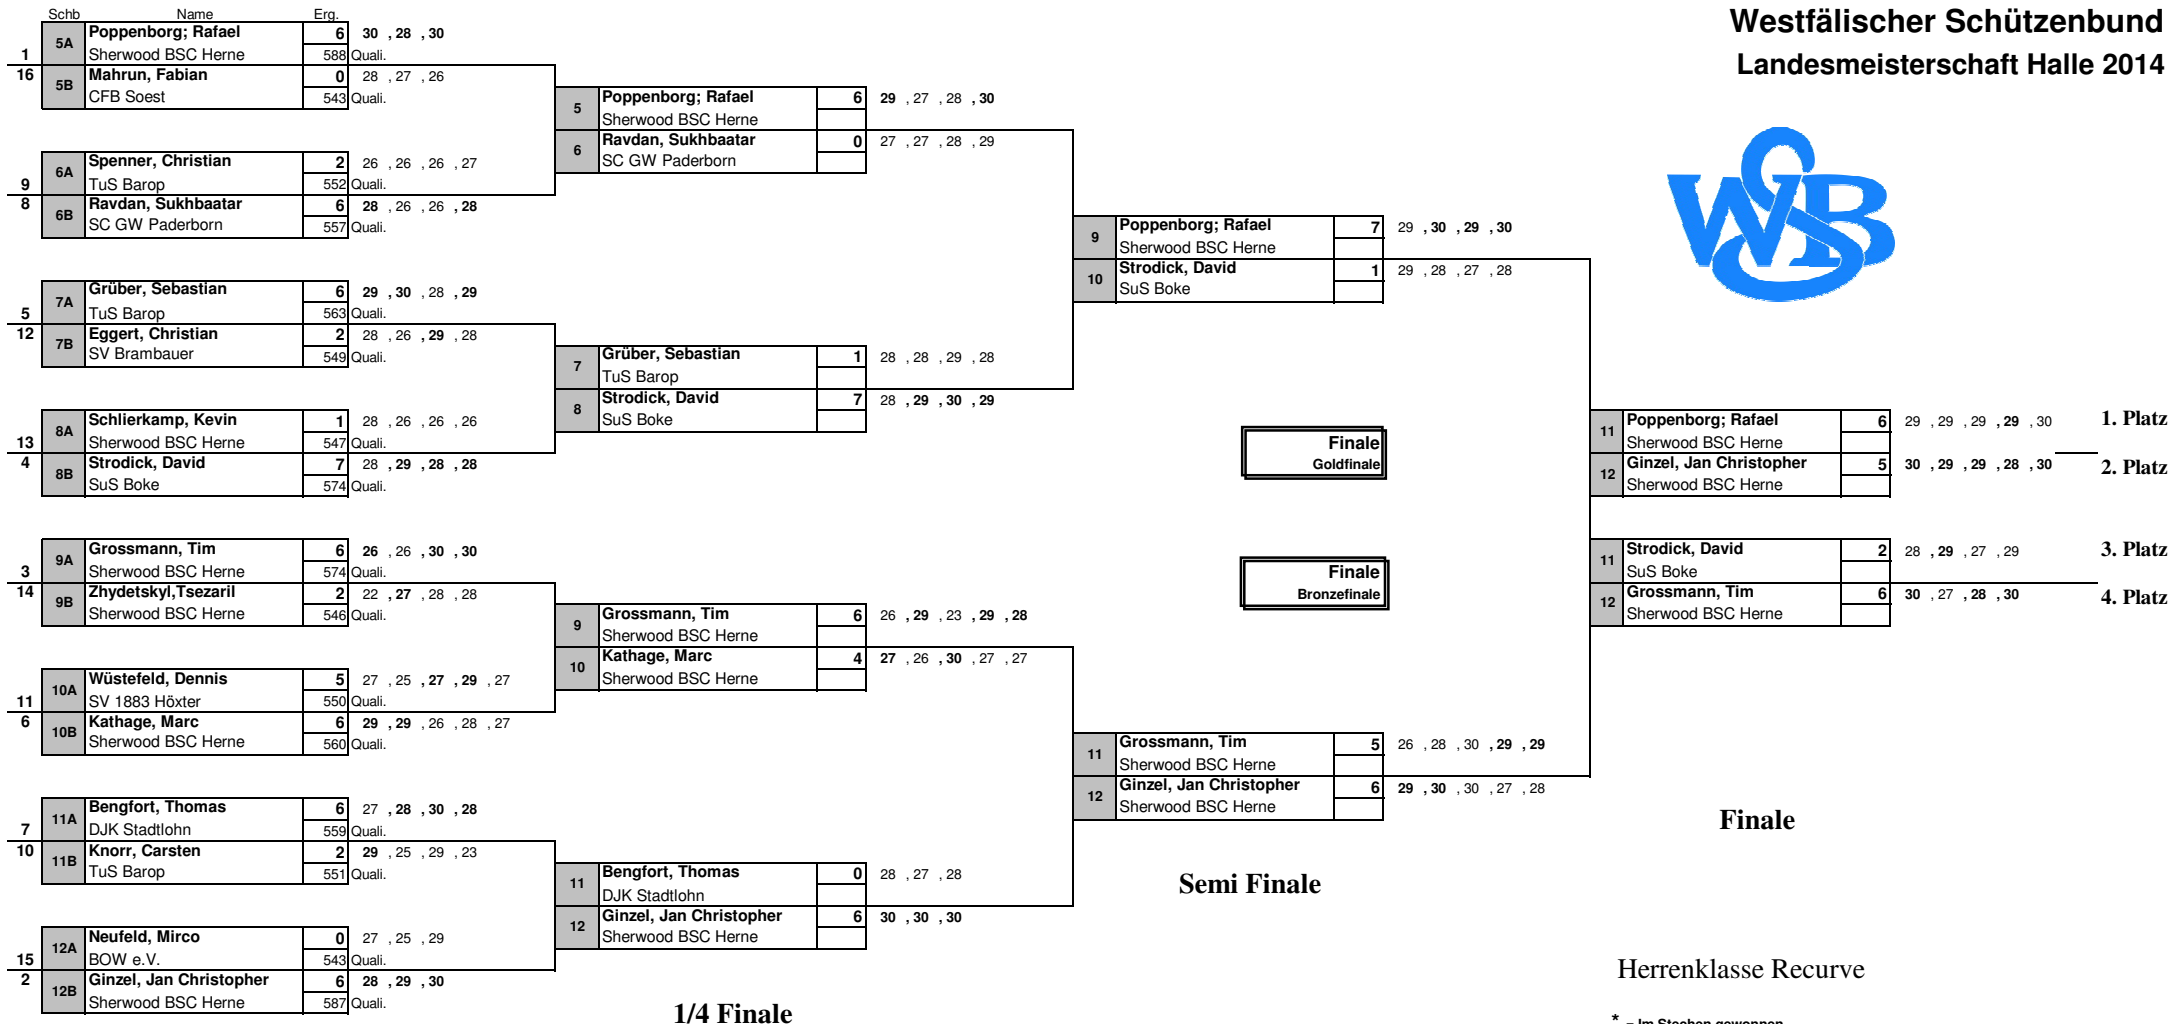 Westfälischer Schützenbund
Landesmeisterschaft Halle 2014
WSB
Schb Name Erg.
5A Poppenborg; Rafael 6 30 , 28 , 30
1 Sherwood BSC Herne 588 Quali.
16 5B Mahrun, Fabian 0 28 , 27 , 26
CFB Soest 543 Quali.
6A Spenner, Christian 2 26 , 26 , 26 , 27
9 TuS Barop 552 Quali.
8 6B Ravdan, Sukhbaatar 6 28 , 26 , 26 , 28
SC GW Paderborn 557 Quali.
7A Grüber, Sebastian 6 29 , 30 , 28 , 29
5 TuS Barop 563 Quali.
12 7B Eggert, Christian 2 28 , 26 , 29 , 28
SV Brambauer 549 Quali.
8A Schlierkamp, Kevin 1 28 , 26 , 26 , 26
13 Sherwood BSC Herne 547 Quali.
4 8B Strodick, David 7 28 , 29 , 28 , 28
SuS Boke 574 Quali.
9A Grossmann, Tim 6 26 , 26 , 30 , 30
3 Sherwood BSC Herne 574 Quali.
14 9B Zhydetskyl,Tsezaril 2 22 , 27 , 28 , 28
Sherwood BSC Herne 546 Quali.
10A Wüstefeld, Dennis 5 27 , 25 , 27 , 29 , 27
11 SV 1883 Höxter 550 Quali.
6 10B Kathage, Marc 6 29 , 29 , 26 , 28 , 27
Sherwood BSC Herne 560 Quali.
11A Bengfort, Thomas 6 27 , 28 , 30 , 28
7 DJK Stadtlohn 559 Quali.
10 11B Knorr, Carsten 2 29 , 25 , 29 , 23
TuS Barop 551 Quali.
12A Neufeld, Mirco 0 27 , 25 , 29
15 BOW e.V. 543 Quali.
2 12B Ginzel, Jan Christopher 6 28 , 29 , 30
Sherwood BSC Herne 587 Quali.
5 Poppenborg; Rafael 6 29 , 27 , 28 , 30
Sherwood BSC Herne
6 Ravdan, Sukhbaatar 0 27 , 27 , 28 , 29
SC GW Paderborn
7 Grüber, Sebastian 1 28 , 28 , 29 , 28
TuS Barop
8 Strodick, David 7 28 , 29 , 30 , 29
SuS Boke
9 Grossmann, Tim 6 26 , 29 , 23 , 29 , 28
Sherwood BSC Herne
10 Kathage, Marc 4 27 , 26 , 30 , 27 , 27
Sherwood BSC Herne
11 Bengfort, Thomas 0 28 , 27 , 28
DJK Stadtlohn
12 Ginzel, Jan Christopher 6 30 , 30 , 30
Sherwood BSC Herne
1/4 Finale
9 Poppenborg; Rafael 7 29 , 30 , 29 , 30
Sherwood BSC Herne
10 Strodick, David 1 29 , 28 , 27 , 28
SuS Boke
11 Grossmann, Tim 5 26 , 28 , 30 , 29 , 29
Sherwood BSC Herne
12 Ginzel, Jan Christopher 6 29 , 30 , 30 , 27 , 28
Sherwood BSC Herne
Semi Finale
Finale
Goldfinale
Finale
Bronzefinale
11 Poppenborg; Rafael 6 29 , 29 , 29 , 29 , 30 1. Platz
Sherwood BSC Herne
12 Ginzel, Jan Christopher 5 30 , 29 , 29 , 28 , 30 2. Platz
Sherwood BSC Herne
11 Strodick, David 2 28 , 29 , 27 , 29 3. Platz
SuS Boke
12 Grossmann, Tim 6 30 , 27 , 28 , 30 4. Platz
Sherwood BSC Herne
Finale
Herrenklasse Recurve
* = Im Stechen gewonnen